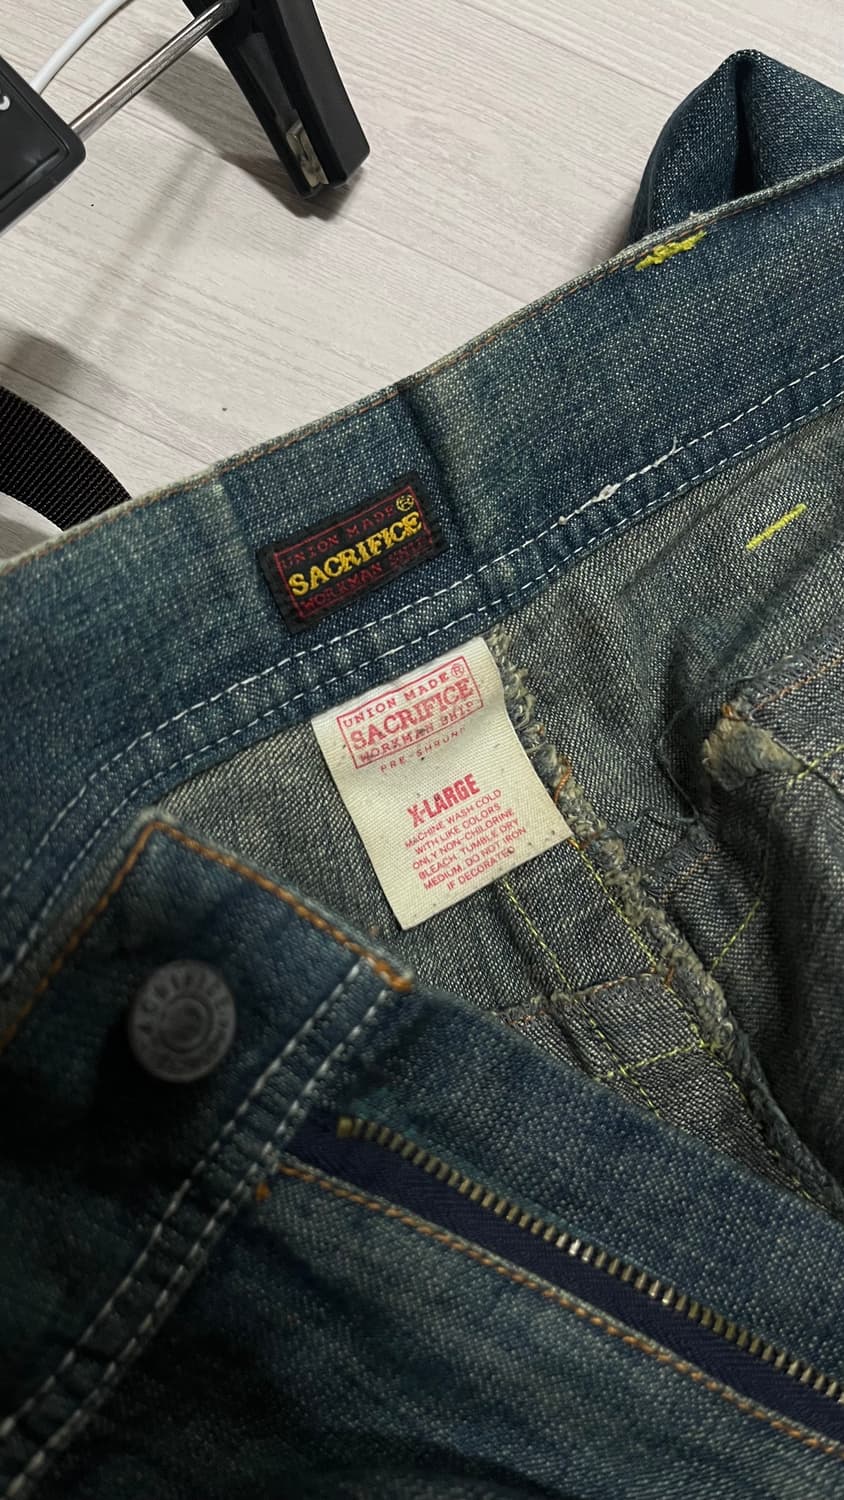 UNION MADE ®
SACRIFICE
WORKMAN SHIP
UNION MADE ®
SACRIFICE
WORKMAN SHIP
PRE-SHRUNK
X-LARGE
MACHINE WASH COLD
WITH LIKE COLORS
ONLY NON-CHLORINE
BLEACH, TUMBLE DRY
MEDIUM, DO NOT IRON
IF DECORATED